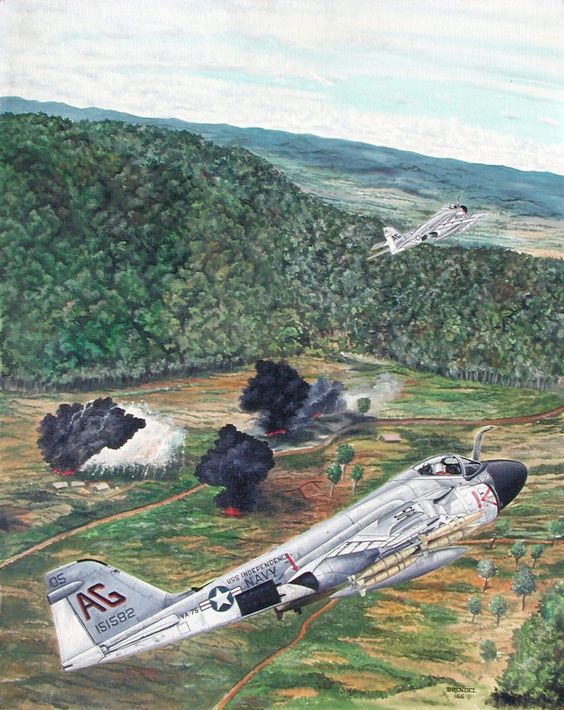 AG
05
AG
151582
VA-75
USS INDEPENDENCE
NAVY
DRENDEL
'66